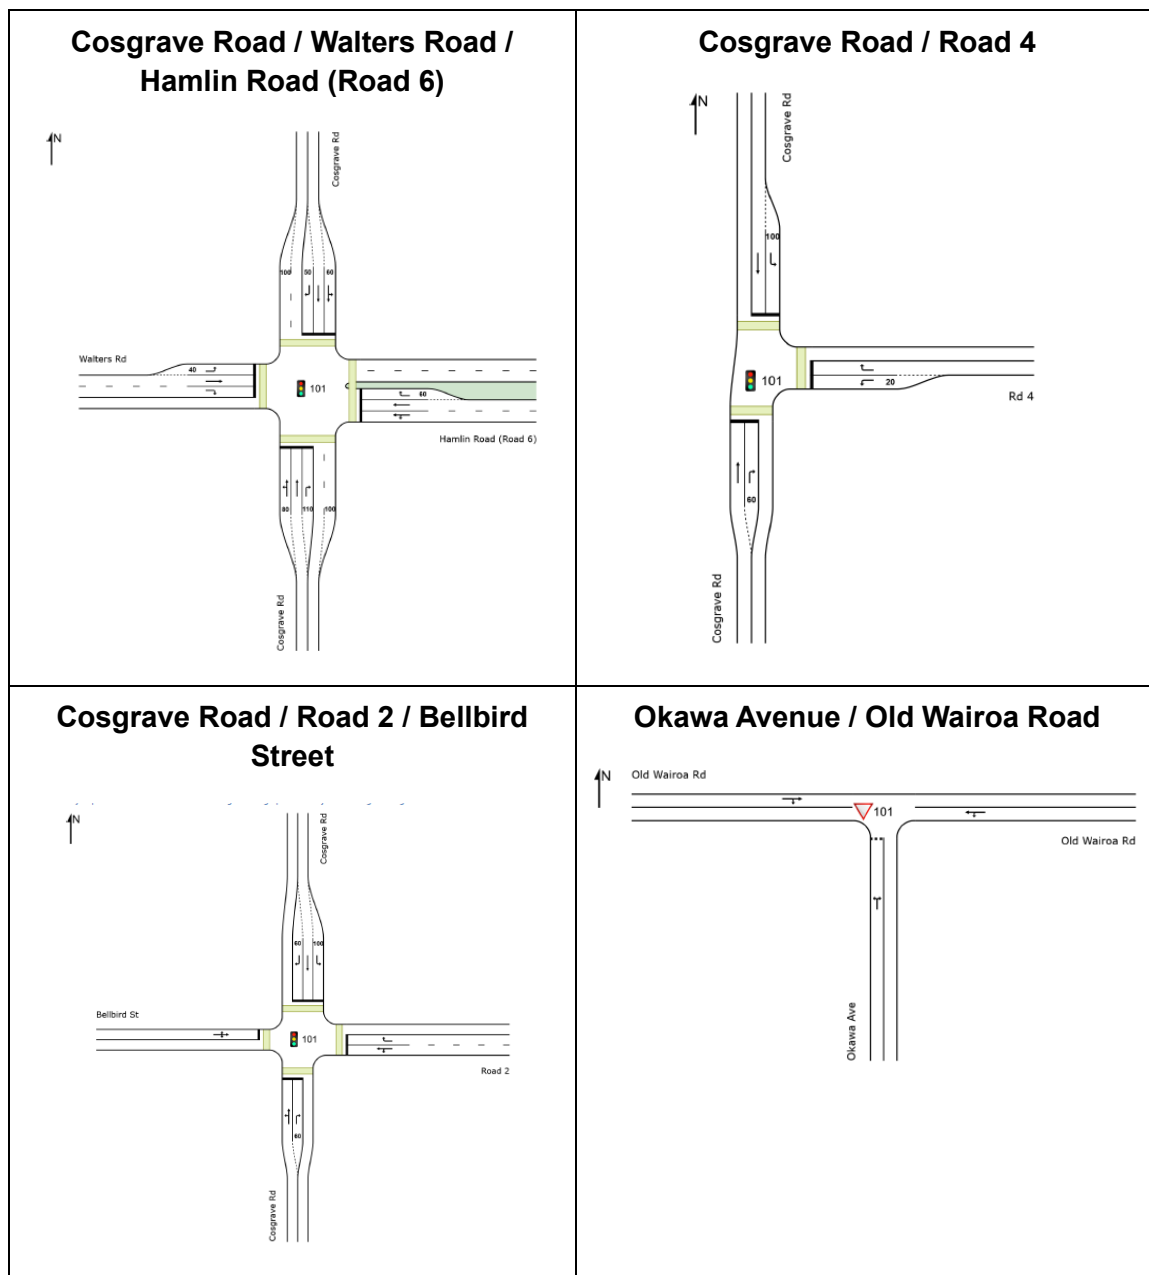 Cosgrave Road / Walters Road /
Hamlin Road (Road 6)
N
Cosgrave Rd
100
50
60
Walters Rd
40
101
60
Hamlin Road (Road 6)
80
110
100
Cosgrave Rd
Cosgrave Road / Road 4
N
Cosgrave Rd
100
101
20
Rd 4
60
Cosgrave Rd
Cosgrave Road / Road 2 / Bellbird
Street
N
Cosgrave Rd
60
100
Bellbird St
101
Road 2
60
Cosgrave Rd
Okawa Avenue / Old Wairoa Road
N
Old Wairoa Rd
101
Old Wairoa Rd
Okawa Ave